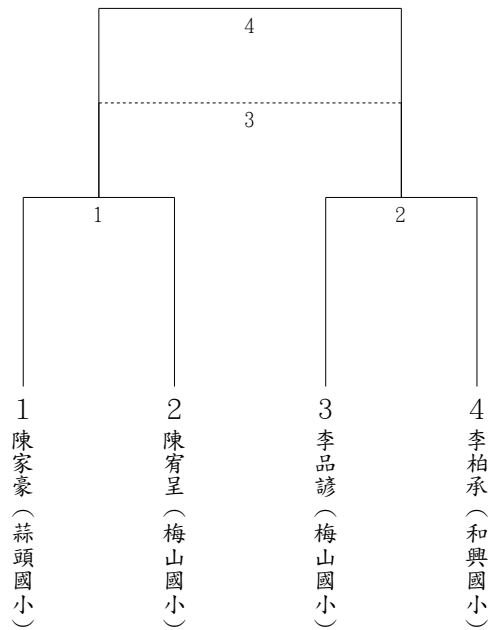 4
3
1
2
1 陳家豪（蒜頭國小）
2 陳宥呈（梅山國小）
3 李品諺（梅山國小）
4 李柏承（和興國小）